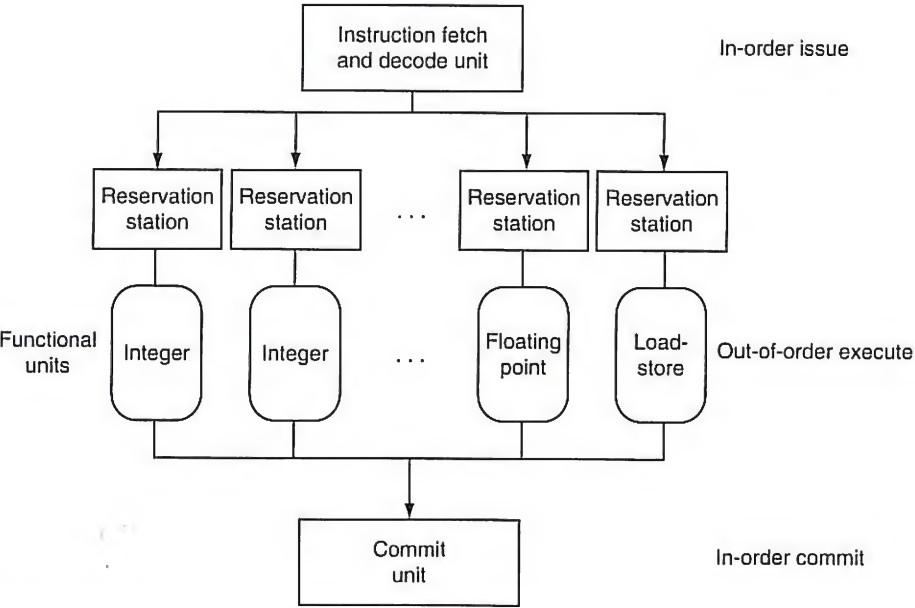 Instruction fetch
and decode unit
In-order issue
Reservation
station
Reservation
station
. . .
Reservation
station
Reservation
station
Functional
units
Integer
Integer
. . .
Floating
point
Load-
store
Out-of-order execute
Commit
unit
In-order commit